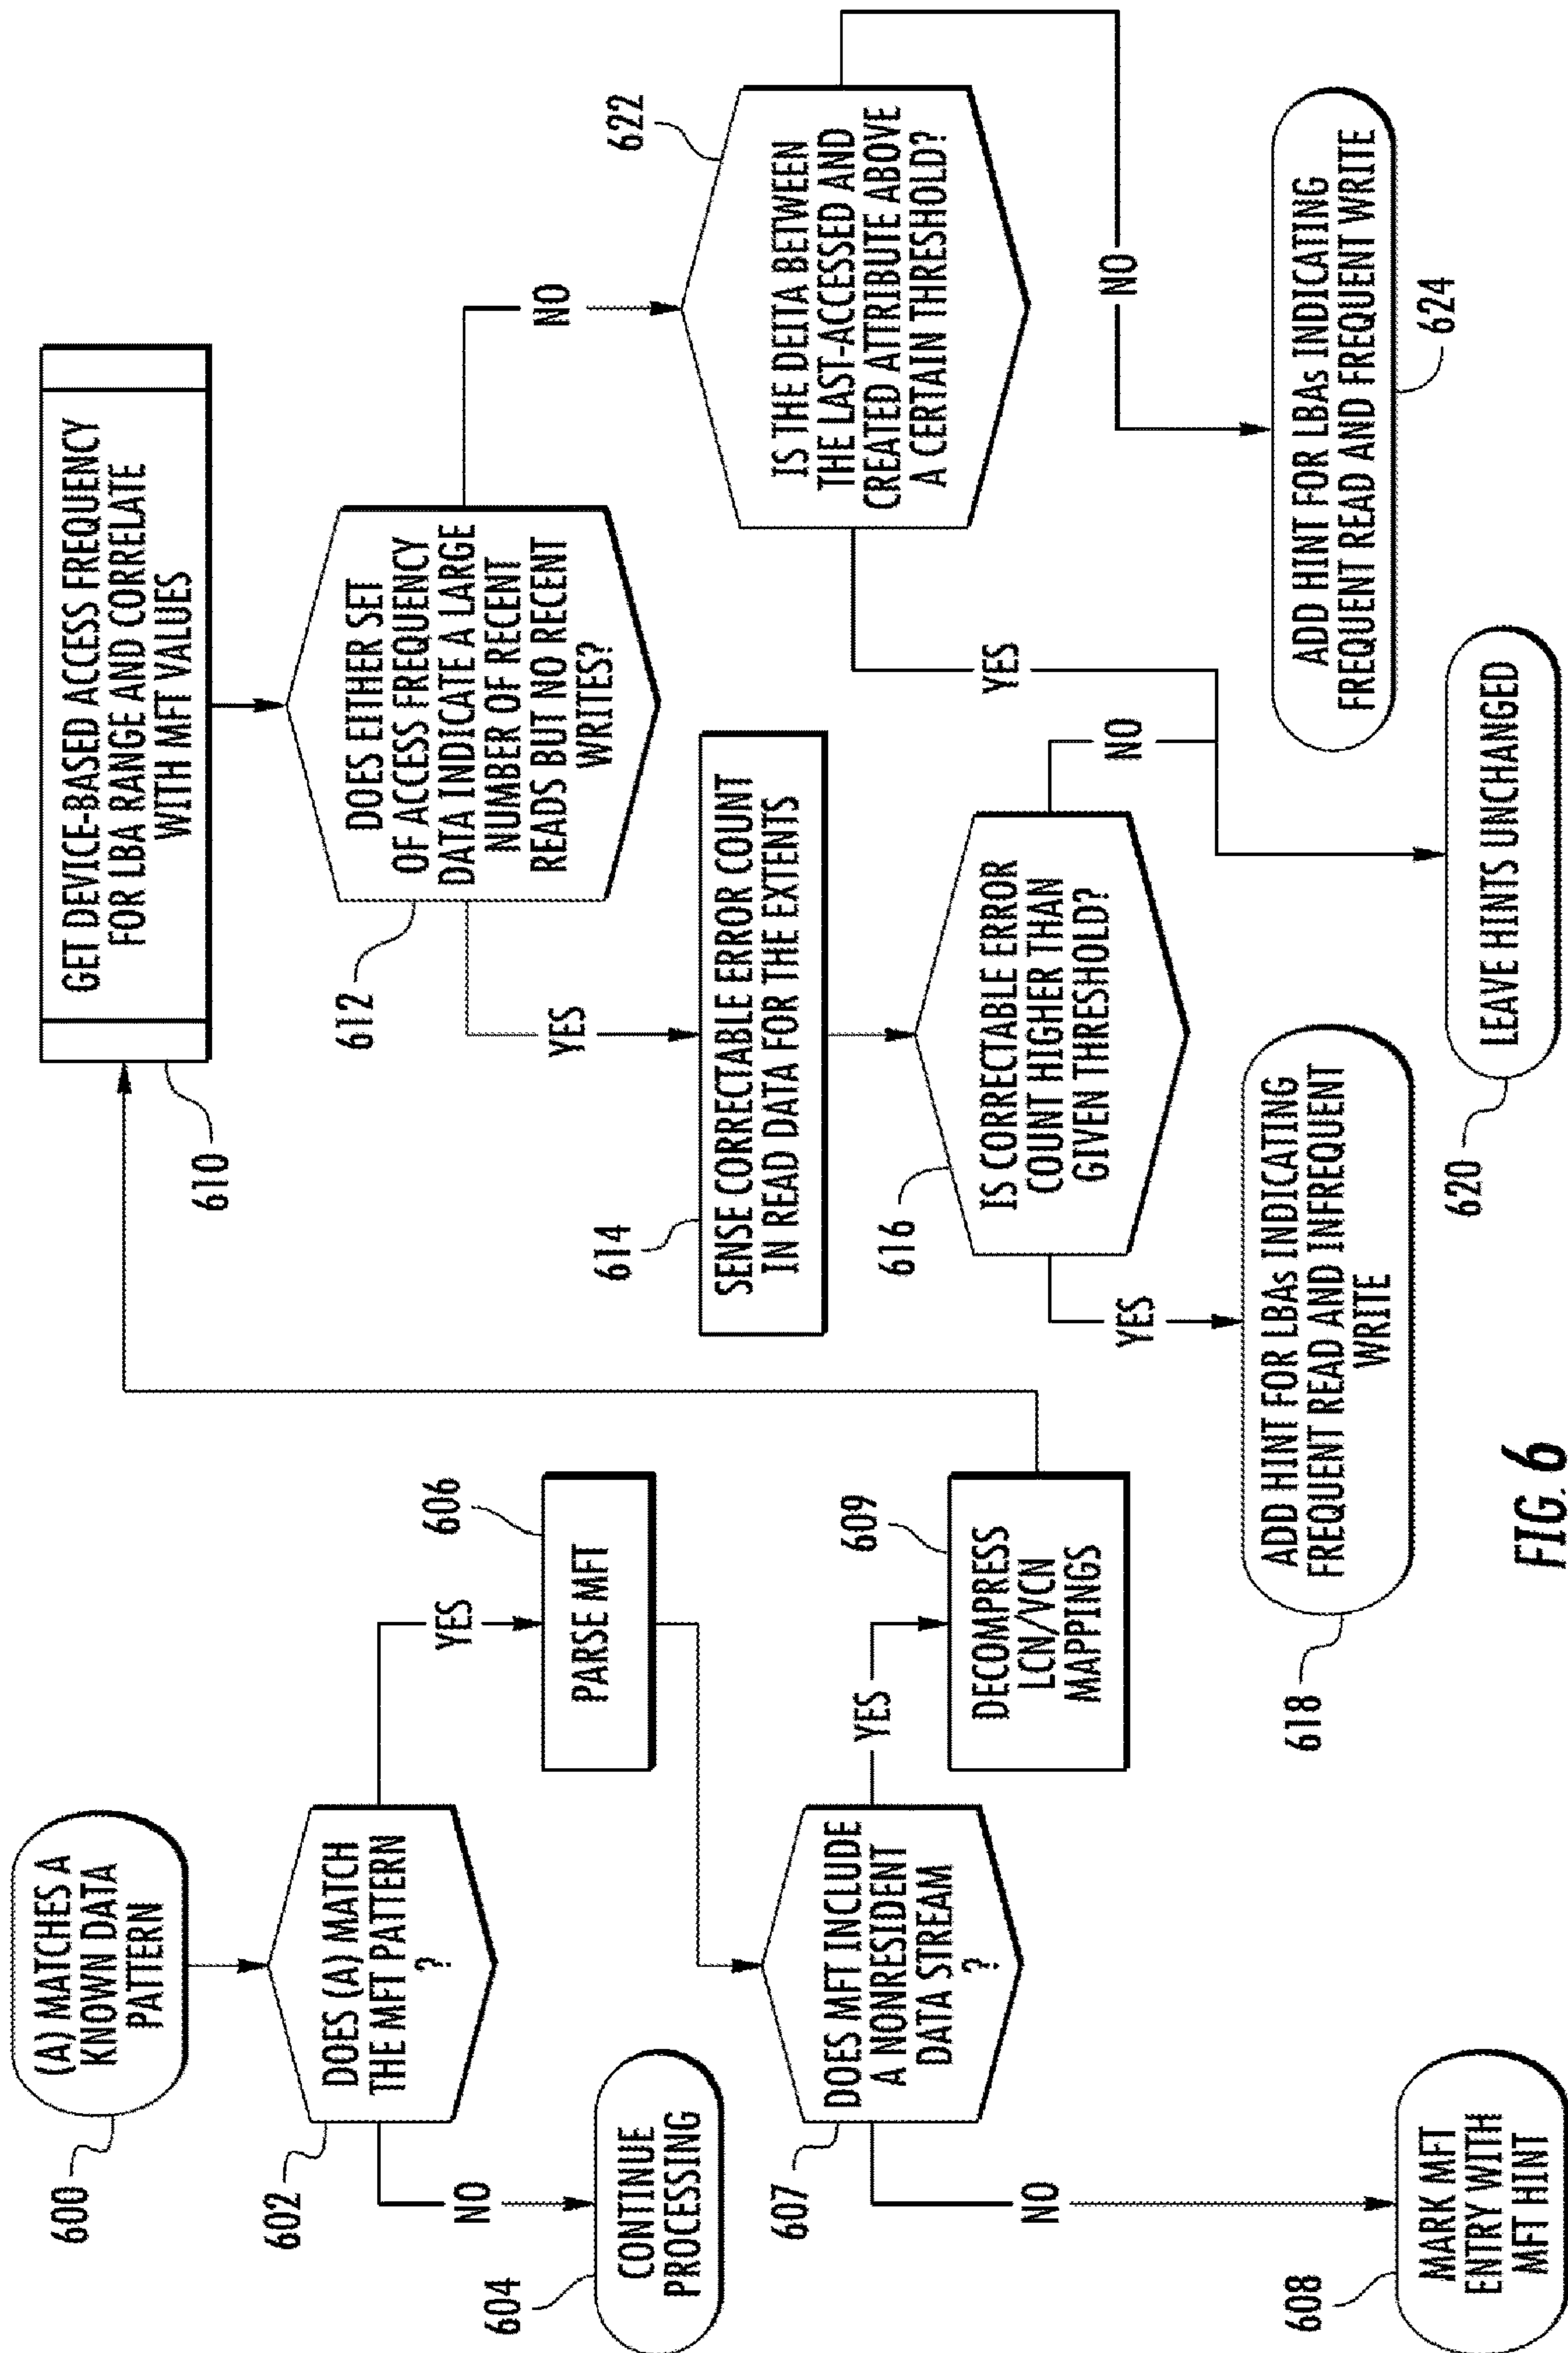 600
(A) MATCHES A
KNOWN DATA
PATTERN
602
DOES (A) MATCH
THE MFT PATTERN
?
NO
YES
604
CONTINUE
PROCESSING
606
PARSE MFT
607
DOES MFT INCLUDE
A NONRESIDENT
DATA STREAM
?
NO
YES
608
MARK MFT
ENTRY WITH
MFT HINT
609
DECOMPRESS
LCN/VCN
MAPPINGS
610
GET DEVICE-BASED ACCESS FREQUENCY
FOR LBA RANGE AND CORRELATE
WITH MFT VALUES
612
DOES EITHER SET
OF ACCESS FREQUENCY
DATA INDICATE A LARGE
NUMBER OF RECENT
READS BUT NO RECENT
WRITES?
YES
NO
614
SENSE CORRECTABLE ERROR COUNT
IN READ DATA FOR THE EXTENTS
616
IS CORRECTABLE ERROR
COUNT HIGHER THAN
GIVEN THRESHOLD?
YES
NO
618
ADD HINT FOR LBAs INDICATING
FREQUENT READ AND INFREQUENT
WRITE
620
LEAVE HINTS UNCHANGED
622
IS THE DElTA BETWEEN
THE LAST-ACCESSED AND
CREATED ATTRIBUTE ABOVE
A CERTAIN THRESHOLD?
YES
NO
ADD HINT FOR LBAs INDICATING
FREQUENT READ AND FREQUENT WRITE
624
FIG. 6